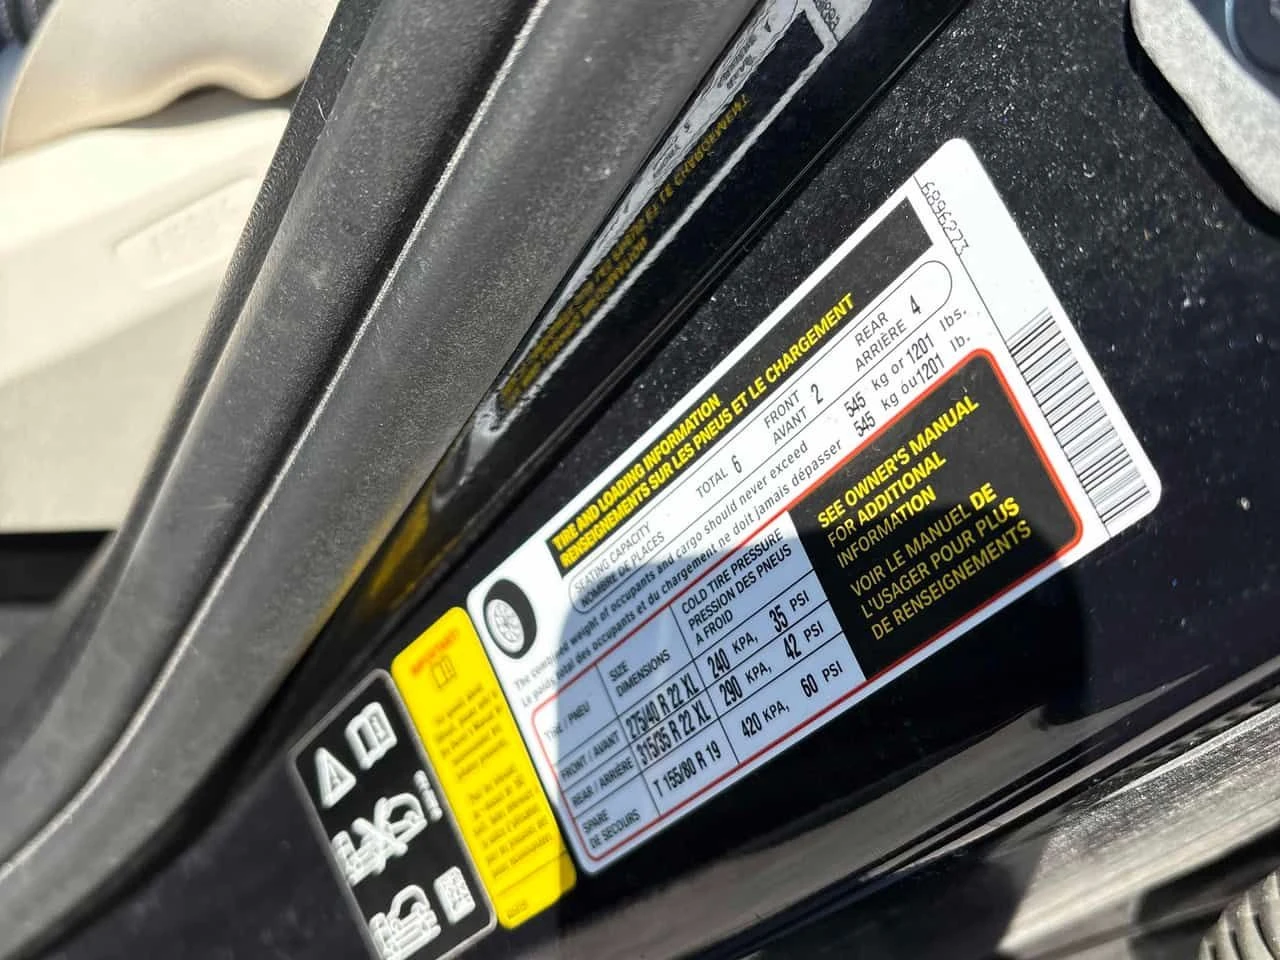 6896273
TIRE AND LOADING INFORMATION
RENSEIGNEMENTS SUR LES PNEUS ET LE CHARGEMENT
SEATING CAPACITY
NOMBRE DE PLACES
TOTAL 6
FRONT
AVANT 2
REAR
ARRIÈRE 4
The combined weight of occupants and cargo should never exceed 545 kg or 1201 lbs.
Le poids total des occupants et du chargement ne doit jamais dépasser 545 kg ou 1201 lb.
TIRE / PNEU
SIZE
DIMENSIONS
COLD TIRE PRESSURE
PRESSION DES PNEUS
A FROID
FRONT / AVANT 275/40 R 22 XL 240 KPA, 35 PSI
REAR / ARRIÈRE 315/35 R 22 XL 290 KPA, 42 PSI
SPARE
DE SECOURS
T 155/80 R 19 420 KPA, 60 PSI
SEE OWNER'S MANUAL
FOR ADDITIONAL
INFORMATION
VOIR LE MANUEL DE
L'USAGER POUR PLUS
DE RENSEIGNEMENTS